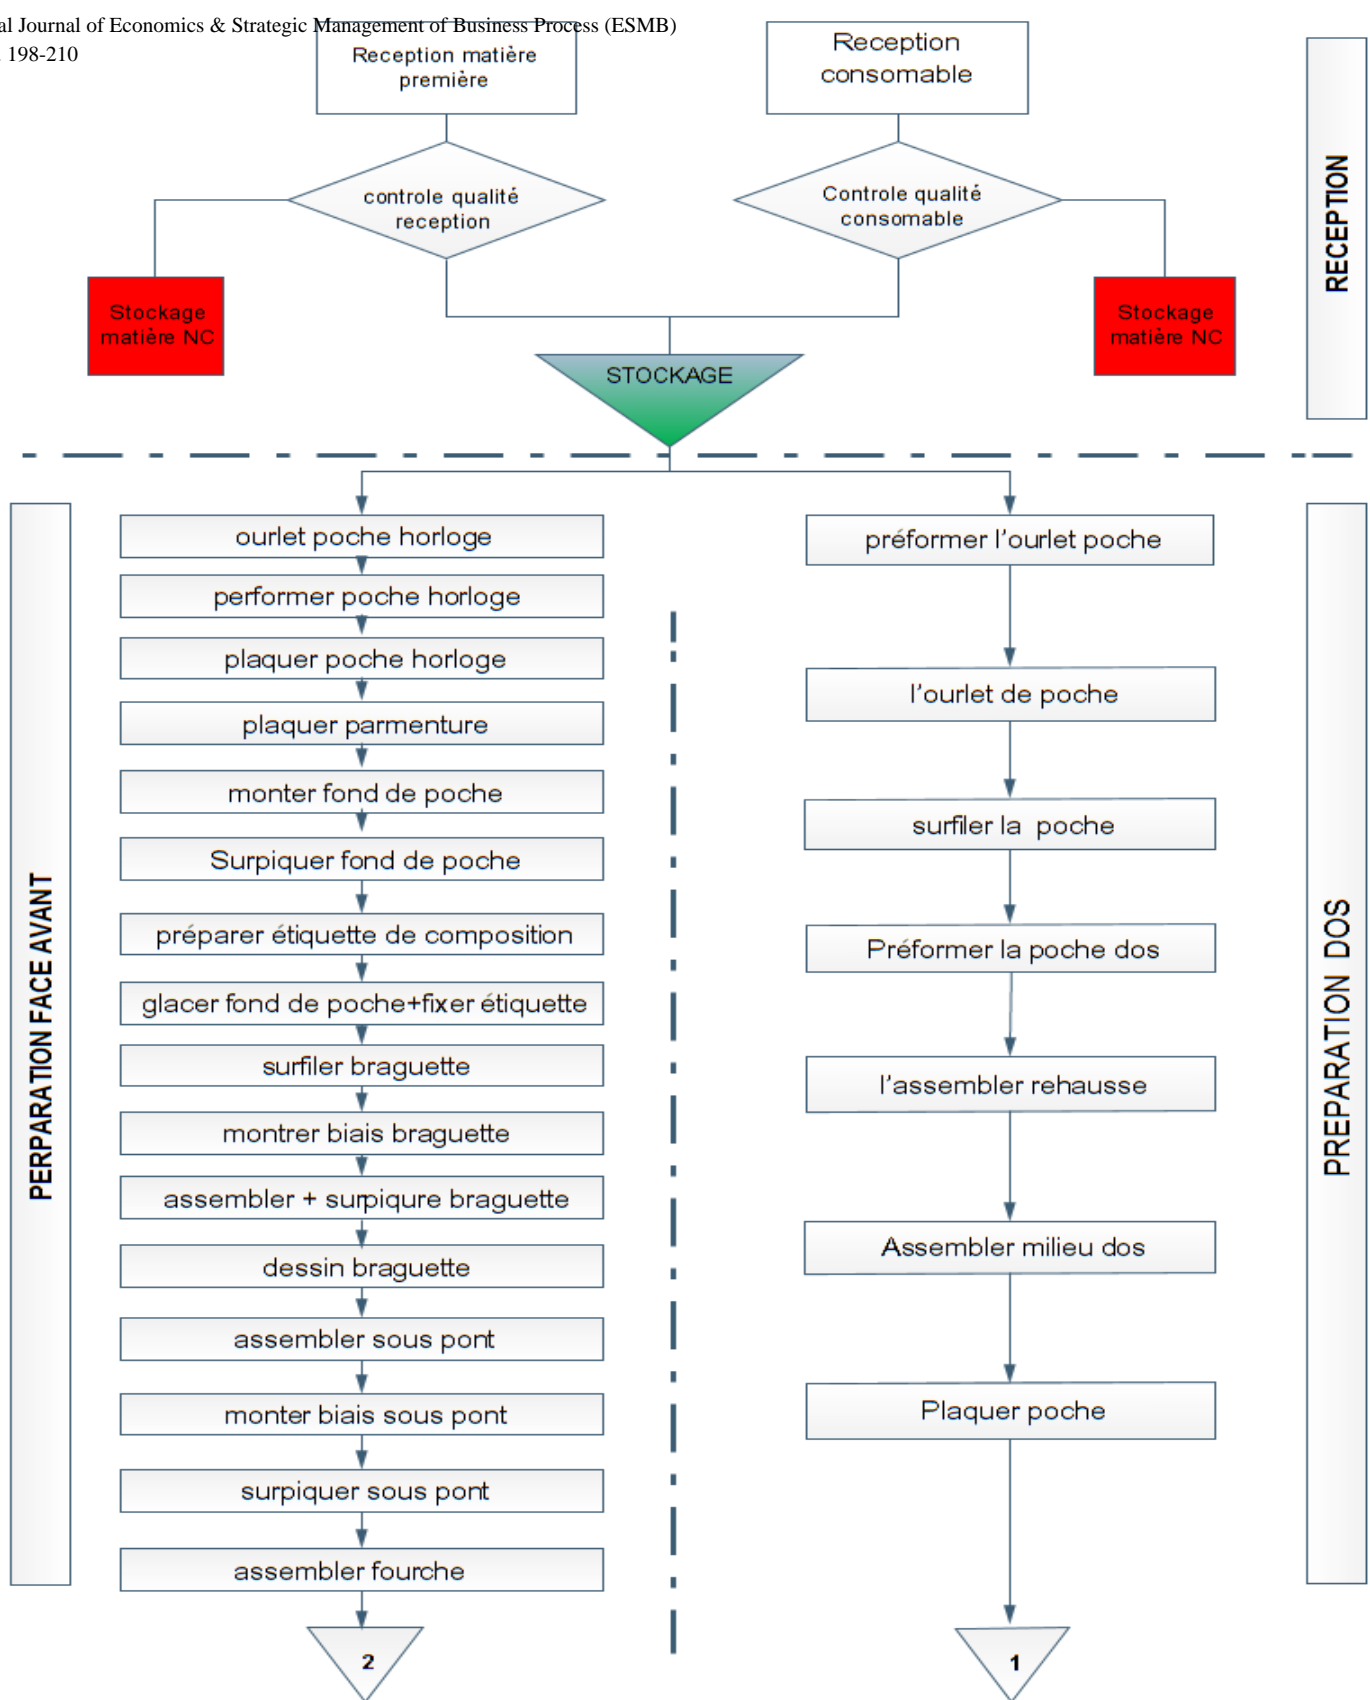 al Journal of Economics & Strategic Management of Business Process (ESMB)
. 198-210
Reception matière
première
Reception
consomable
controle qualité
reception
Controle qualité
consomable
RECEPTION
Stockage
matière NC
Stockage
matière NC
STOCKAGE
PERPARATION FACE AVANT
ourlet poche horloge
performer poche horloge
plaquer poche horloge
plaquer parmenture
monter fond de poche
Surpiquer fond de poche
préparer étiquette de composition
glacer fond de poche+fixer étiquette
surfiler braguette
montrer biais braguette
assembler + surpiqure braguette
dessin braguette
assembler sous pont
monter biais sous pont
surpiquer sous pont
assembler fourche
2
préformer l'ourlet poche
l'ourlet de poche
surfiler la poche
Préformer la poche dos
l'assembler rehausse
Assembler milieu dos
Plaquer poche
1
PREPARATION DOS